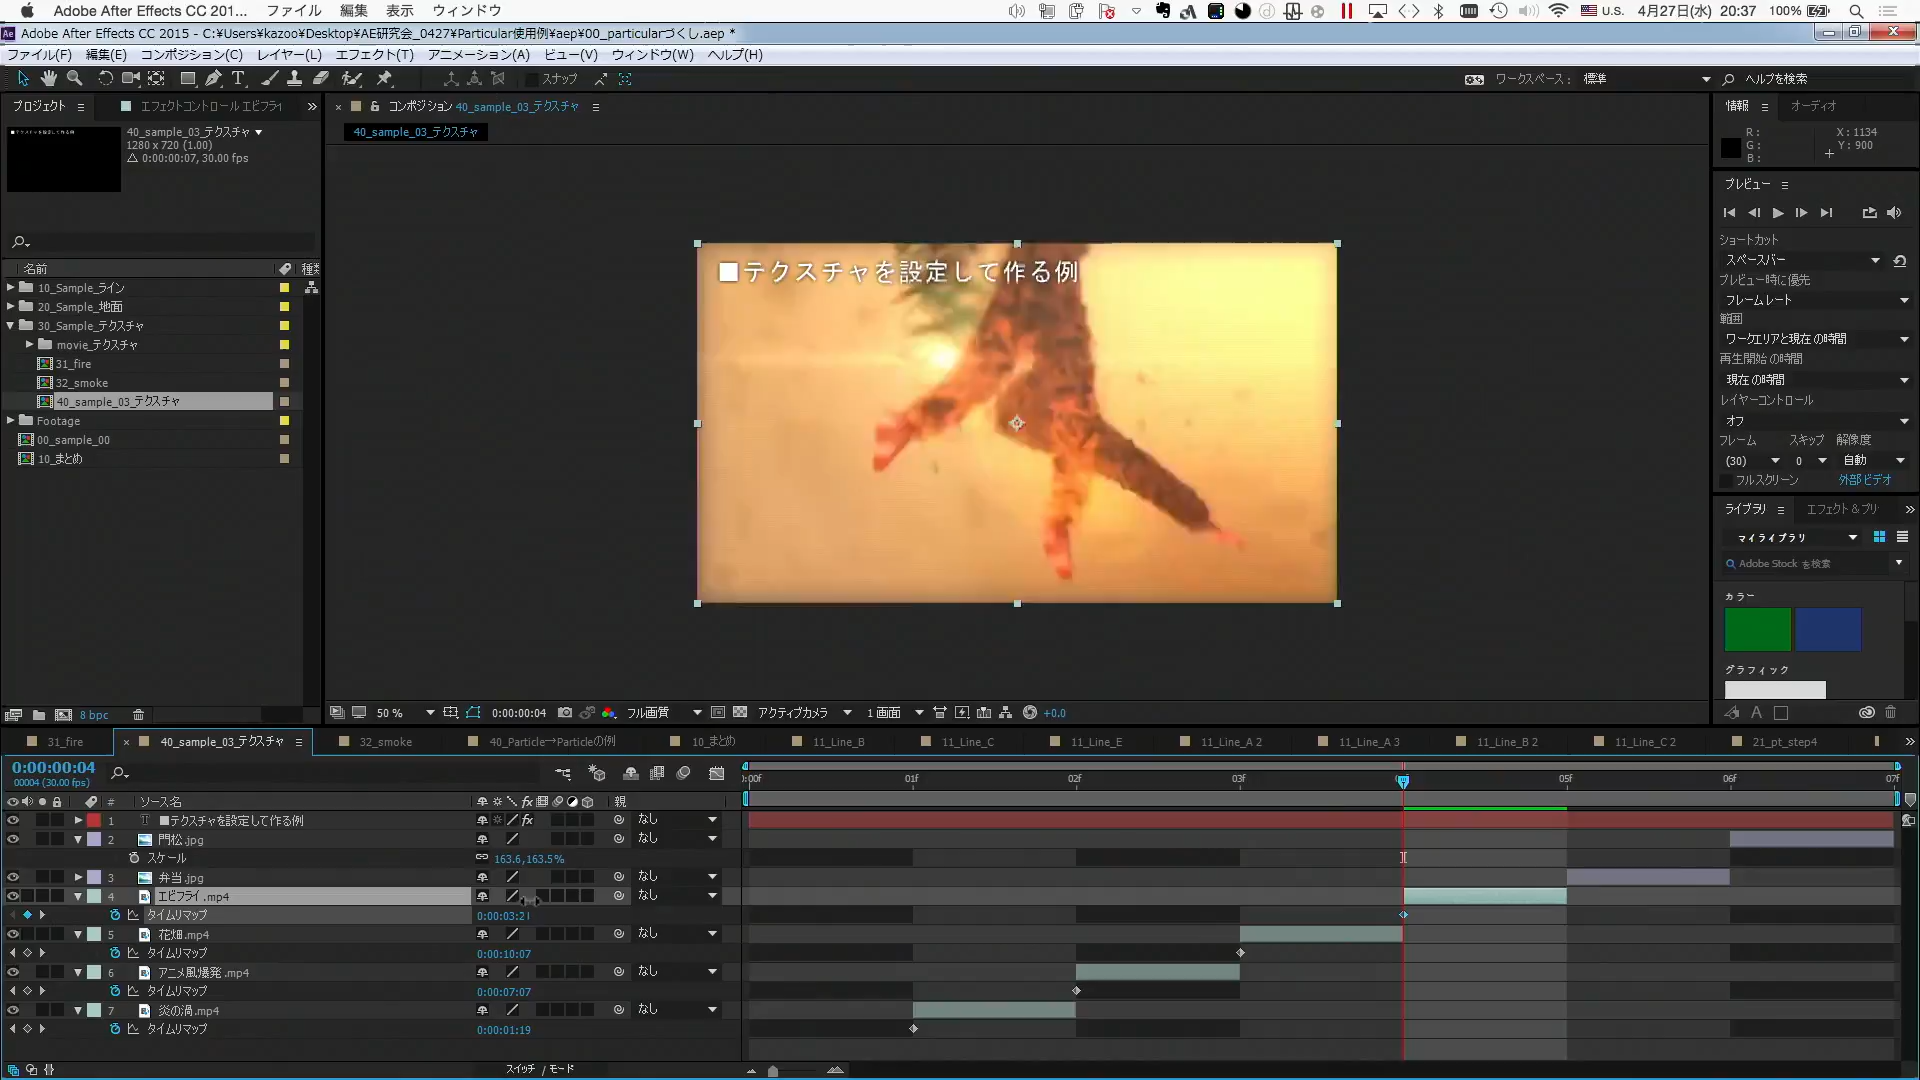 After Effects CC 201... ファイル 編集 表示 ウィンドウ U.S. 4月27日(水) 20:37 100%
Ae Adobe After Effects CC 2015 - C:¥Users¥kazoo¥Desktop¥AE研究会_0427¥Particular使用例¥aep¥00_particularづくし.aep *
ファイル(F) 編集(E) コンポジション(C) レイヤー(L) エフェクト(T) アニメーション(A) ビュー(V) ウィンドウ(W) ヘルプ(H)
スナップ ワークスペース: 標準 ヘルプを検索
プロジェクト エフェクトコントロール エビフライ
40_sample_03_テクスチャ
1280 x 720 (1.00)
△ 0:00:00:07, 30.00 fps
名前 種類
10_Sample_ライン
20_Sample_地面
30_Sample_テクスチャ
movie_テクスチャ
31_fire
32_smoke
40_sample_03_テクスチャ
Footage
00_sample_00
10_まとめ
8 bpc
コンポジション 40_sample_03_テクスチャ
40_sample_03_テクスチャ
■テクスチャを設定して作る例
50 % 0:00:00:04 フル画質 アクティブカメラ 1 画面 +0.0
情報 オーディオ
R :
G :
B :
X : 1134
Y : 900
プレビュー
ショートカット
スペースバー
プレビュー時に優先
フレームレート
範囲
ワークエリアと現在の時間
再生開始の時間
現在の時間
レイヤーコントロール
オフ
フレーム スキップ 解像度
(30) 0 自動
フルスクリーン 外部ビデオ
ライブラリ エフェクト＆プリ
マイライブラリ
Adobe Stock を検索
カラー
グラフィック
31_fire 40_sample_03_テクスチャ 32_smoke 40_Particle→Particleの例 10_まとめ 11_Line_B 11_Line_C 11_Line_E 11_Line_A 2 11_Line_A 3 11_Line_B 2 11_Line_C 2 21_pt_step4
0:00:00:04
00004 (30.00 fps)
:00f 01f 02f 03f 05f 06f 07f
# ソース名 fx 親
1 T ■テクスチャを設定して作る例 fx なし
2 門松.jpg なし
スケール 163.6,163.5%
3 弁当.jpg なし
4 エビフライ.mp4 なし
タイムリマップ 0:00:03:21
5 花畑.mp4 なし
タイムリマップ 0:00:10:07
6 アニメ風爆発.mp4 なし
タイムリマップ 0:00:07:07
7 炎の渦.mp4 なし
タイムリマップ 0:00:01:19
スイッチ / モード